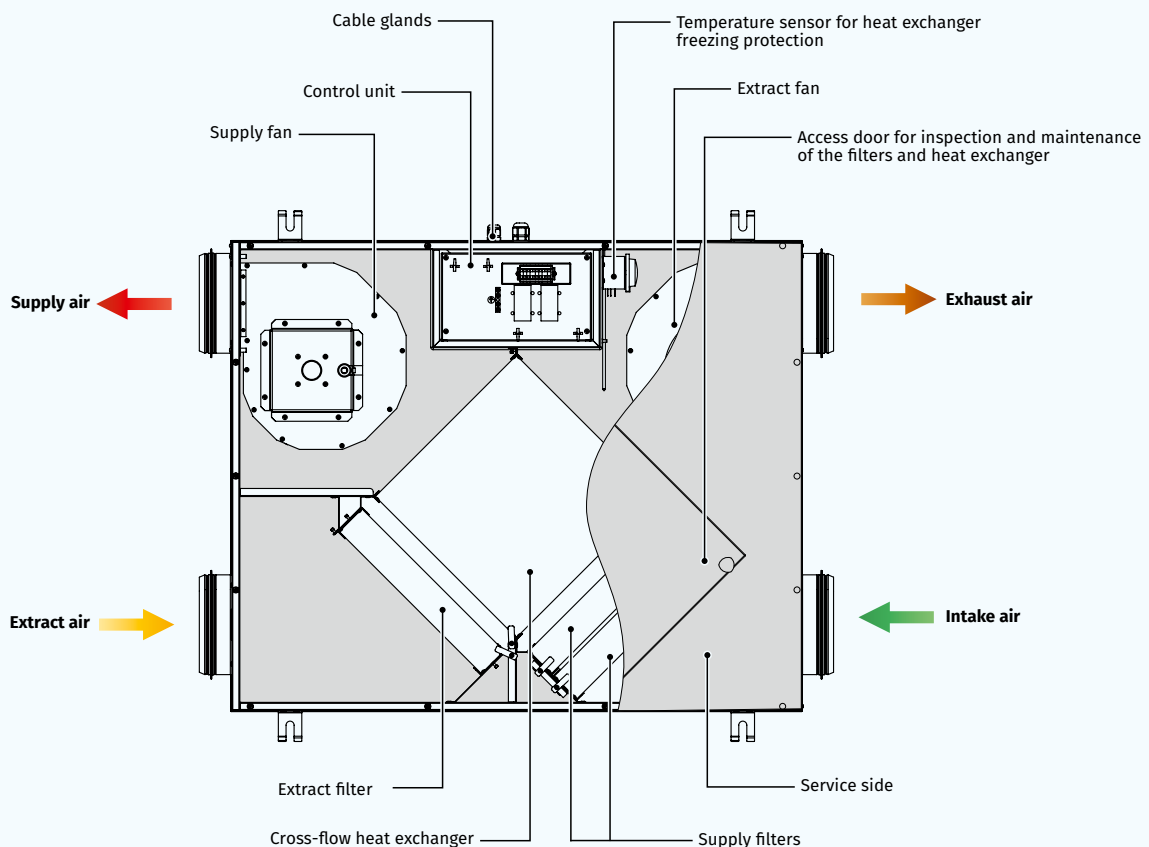 Cable glands
Temperature sensor for heat exchanger
freezing protection
Control unit
Extract fan
Supply fan
Access door for inspection and maintenance
of the filters and heat exchanger
Supply air
Exhaust air
Extract air
Intake air
Extract filter
Service side
Cross-flow heat exchanger
Supply filters